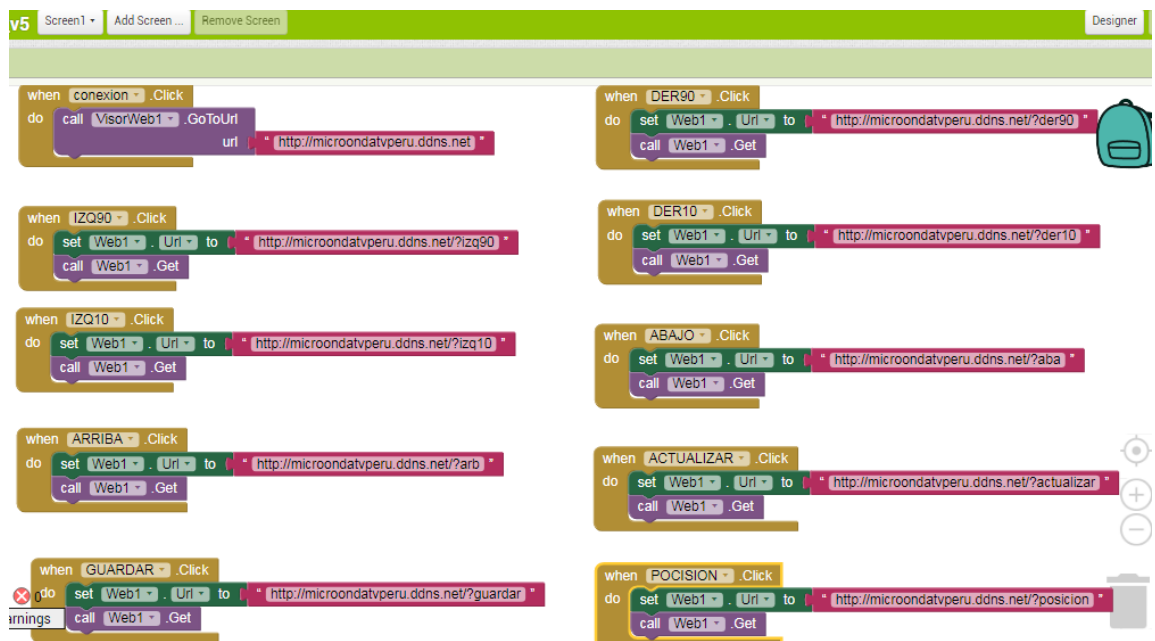 v5 Screen1 Add Screen ... Remove Screen Designer
when conexion .Click
do call VisorWeb1 .GoToUrl
url " http://microondatvperu.ddns.net "
when IZQ90 .Click
do set Web1 . Url to " http://microondatvperu.ddns.net/?izq90 "
call Web1 .Get
when IZQ10 .Click
do set Web1 . Url to " http://microondatvperu.ddns.net/?izq10 "
call Web1 .Get
when ARRIBA .Click
do set Web1 . Url to " http://microondatvperu.ddns.net/?arb "
call Web1 .Get
when GUARDAR .Click
0 do set Web1 . Url to " http://microondatvperu.ddns.net/?guardar "
arnings call Web1 .Get
when DER90 .Click
do set Web1 . Url to " http://microondatvperu.ddns.net/?der90 "
call Web1 .Get
when DER10 .Click
do set Web1 . Url to " http://microondatvperu.ddns.net/?der10 "
call Web1 .Get
when ABAJO .Click
do set Web1 . Url to " http://microondatvperu.ddns.net/?aba "
call Web1 .Get
when ACTUALIZAR .Click
do set Web1 . Url to " http://microondatvperu.ddns.net/?actualizar "
call Web1 .Get
when POCISION .Click
do set Web1 . Url to " http://microondatvperu.ddns.net/?posicion "
call Web1 .Get